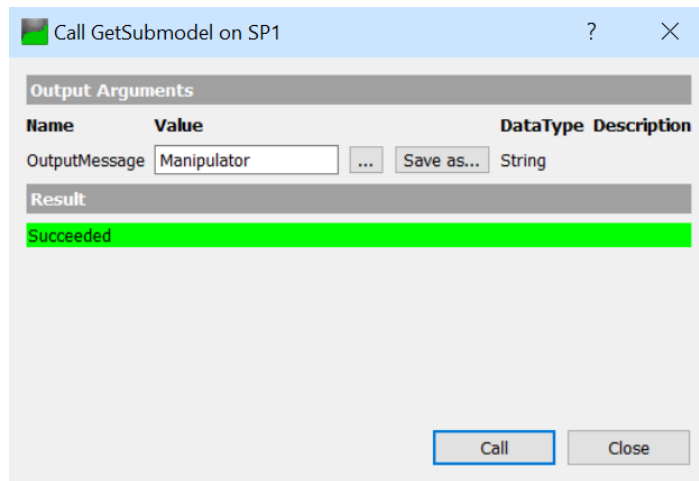 Call GetSubmodel on SP1 ?
Output Arguments
Name Value DataType Description
OutputMessage Manipulator ... Save as... String
Result
Succeeded
Call Close